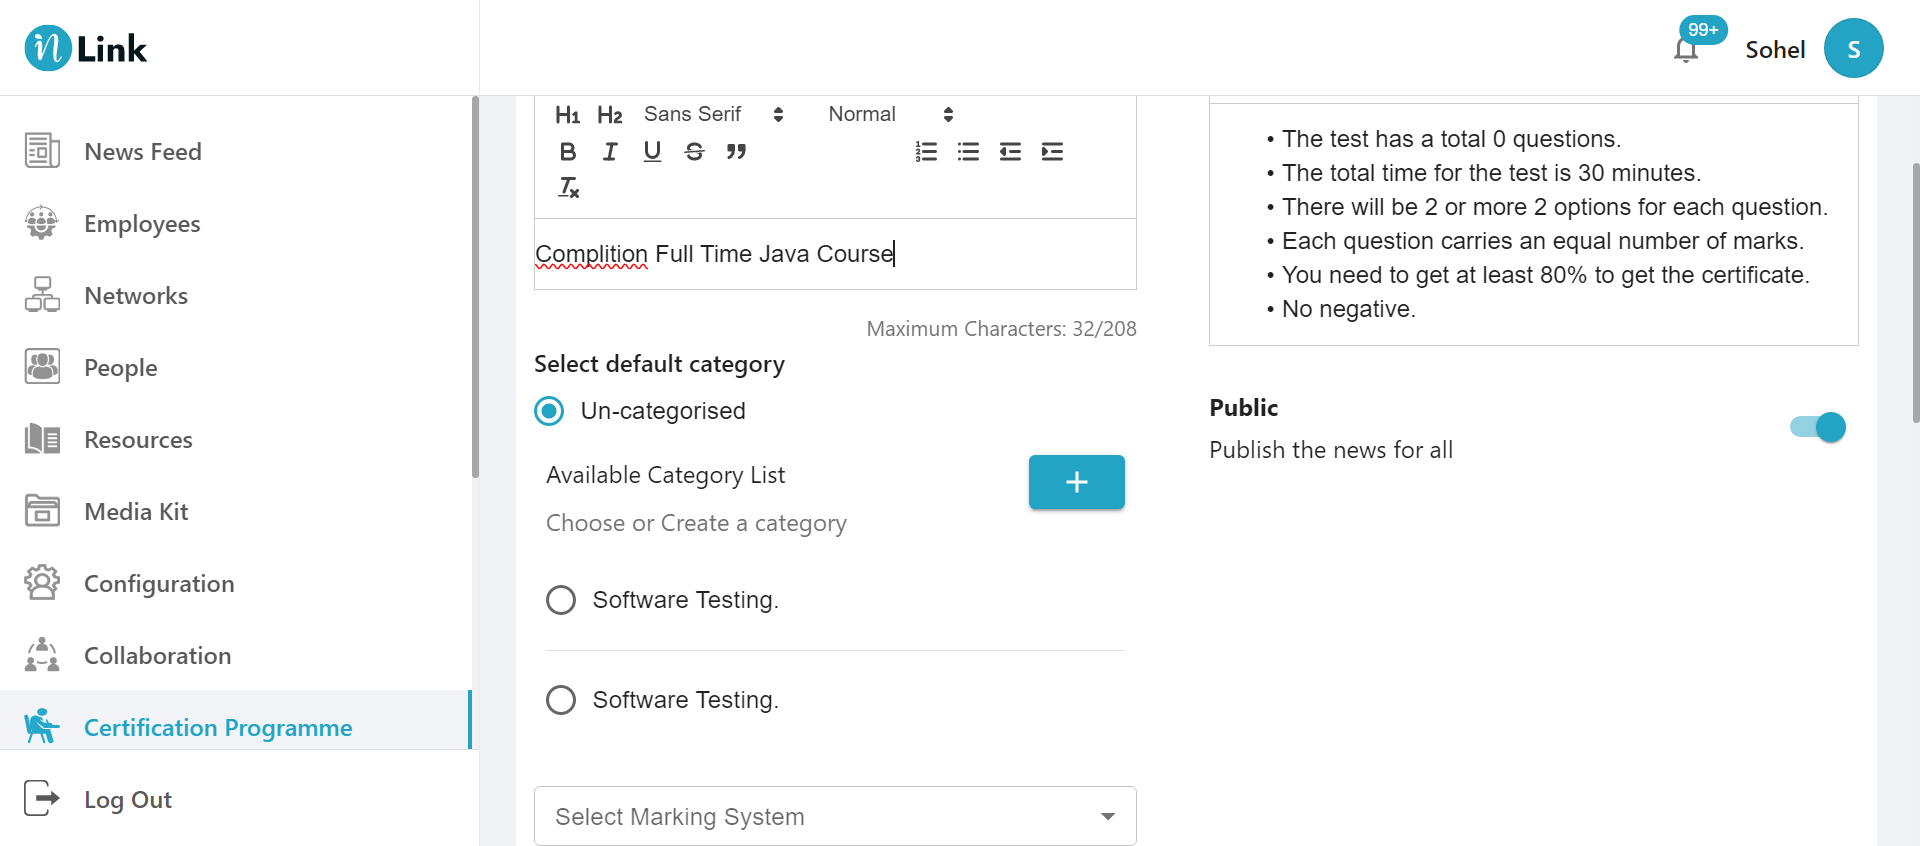 n Link
99+
Sohel
S
News Feed
Employees
Networks
People
Resources
Media Kit
Configuration
Collaboration
Certification Programme
Log Out
H1 H2 Sans Serif Normal
B I U S ”
Tx
Complition Full Time Java Course
Maximum Characters: 32/208
Select default category
Un-categorised
Available Category List
+
Choose or Create a category
Software Testing.
Software Testing.
Select Marking System
• The test has a total 0 questions.
• The total time for the test is 30 minutes.
• There will be 2 or more 2 options for each question.
• Each question carries an equal number of marks.
• You need to get at least 80% to get the certificate.
• No negative.
Public
Publish the news for all